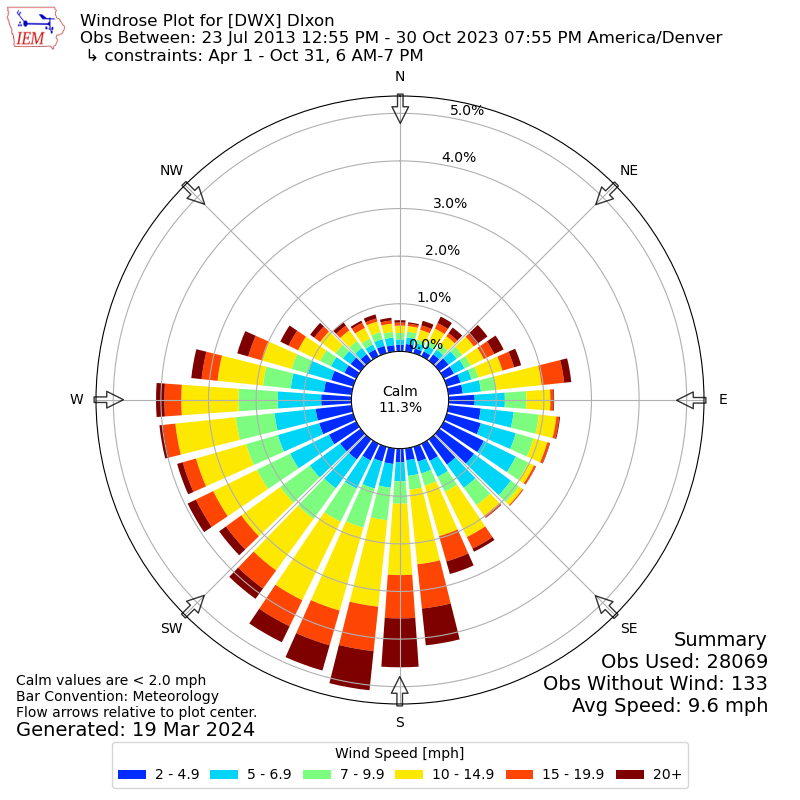 IEM
Windrose Plot for [DWX] DIxon
Obs Between: 23 Jul 2013 12:55 PM - 30 Oct 2023 07:55 PM America/Denver
↳ constraints: Apr 1 - Oct 31, 6 AM-7 PM
N
5.0%
4.0%
NW
NE
3.0%
2.0%
1.0%
0.0%
Calm
11.3%
W
E
SW
SE
S
Summary
Obs Used: 28069
Obs Without Wind: 133
Avg Speed: 9.6 mph
Calm values are < 2.0 mph
Bar Convention: Meteorology
Flow arrows relative to plot center.
Generated: 19 Mar 2024
Wind Speed [mph]
2 - 4.9 5 - 6.9 7 - 9.9 10 - 14.9 15 - 19.9 20+